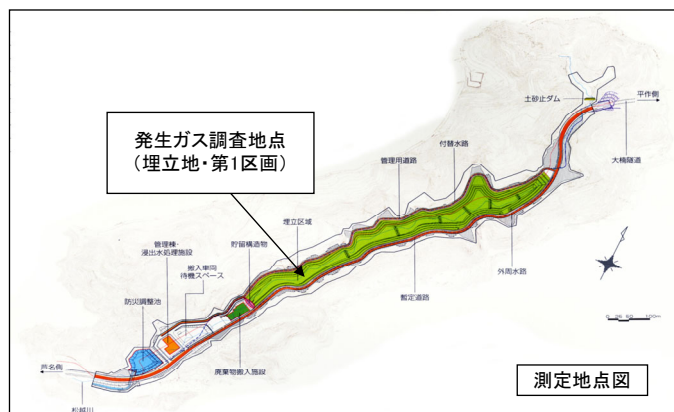 土砂止ダム
平作側
発生ガス調査地点
(埋立地・第1区画)
付替水路
管理用道路
大楠隧道
埋立区域
貯留構造物
管理棟・
浸出水処理施設
搬入車両
待機スペース
外周水路
防災調整池
暫定道路
芦名側
廃棄物搬入施設
測定地点図
松越川